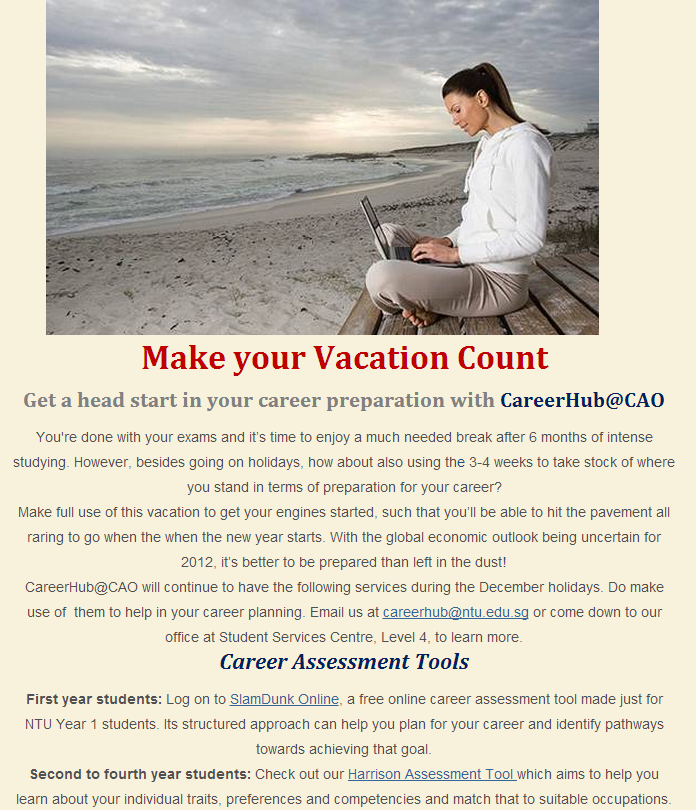 Make your Vacation Count
Get a head start in your career preparation with CareerHub@CAO
You're done with your exams and it's time to enjoy a much needed break after 6 months of intense
studying. However, besides going on holidays, how about also using the 3-4 weeks to take stock of where
you stand in terms of preparation for your career?
Make full use of this vacation to get your engines started, such that you'll be able to hit the pavement all
raring to go when the when the new year starts. With the global economic outlook being uncertain for
2012, it's better to be prepared than left in the dust!
CareerHub@CAO will continue to have the following services during the December holidays. Do make
use of  them to help in your career planning. Email us at careerhub@ntu.edu.sg or come down to our
office at Student Services Centre, Level 4, to learn more.
Career Assessment Tools
First year students: Log on to SlamDunk Online, a free online career assessment tool made just for
NTU Year 1 students. Its structured approach can help you plan for your career and identify pathways
towards achieving that goal.
Second to fourth year students: Check out our Harrison Assessment Tool which aims to help you
learn about your individual traits, preferences and competencies and match that to suitable occupations.